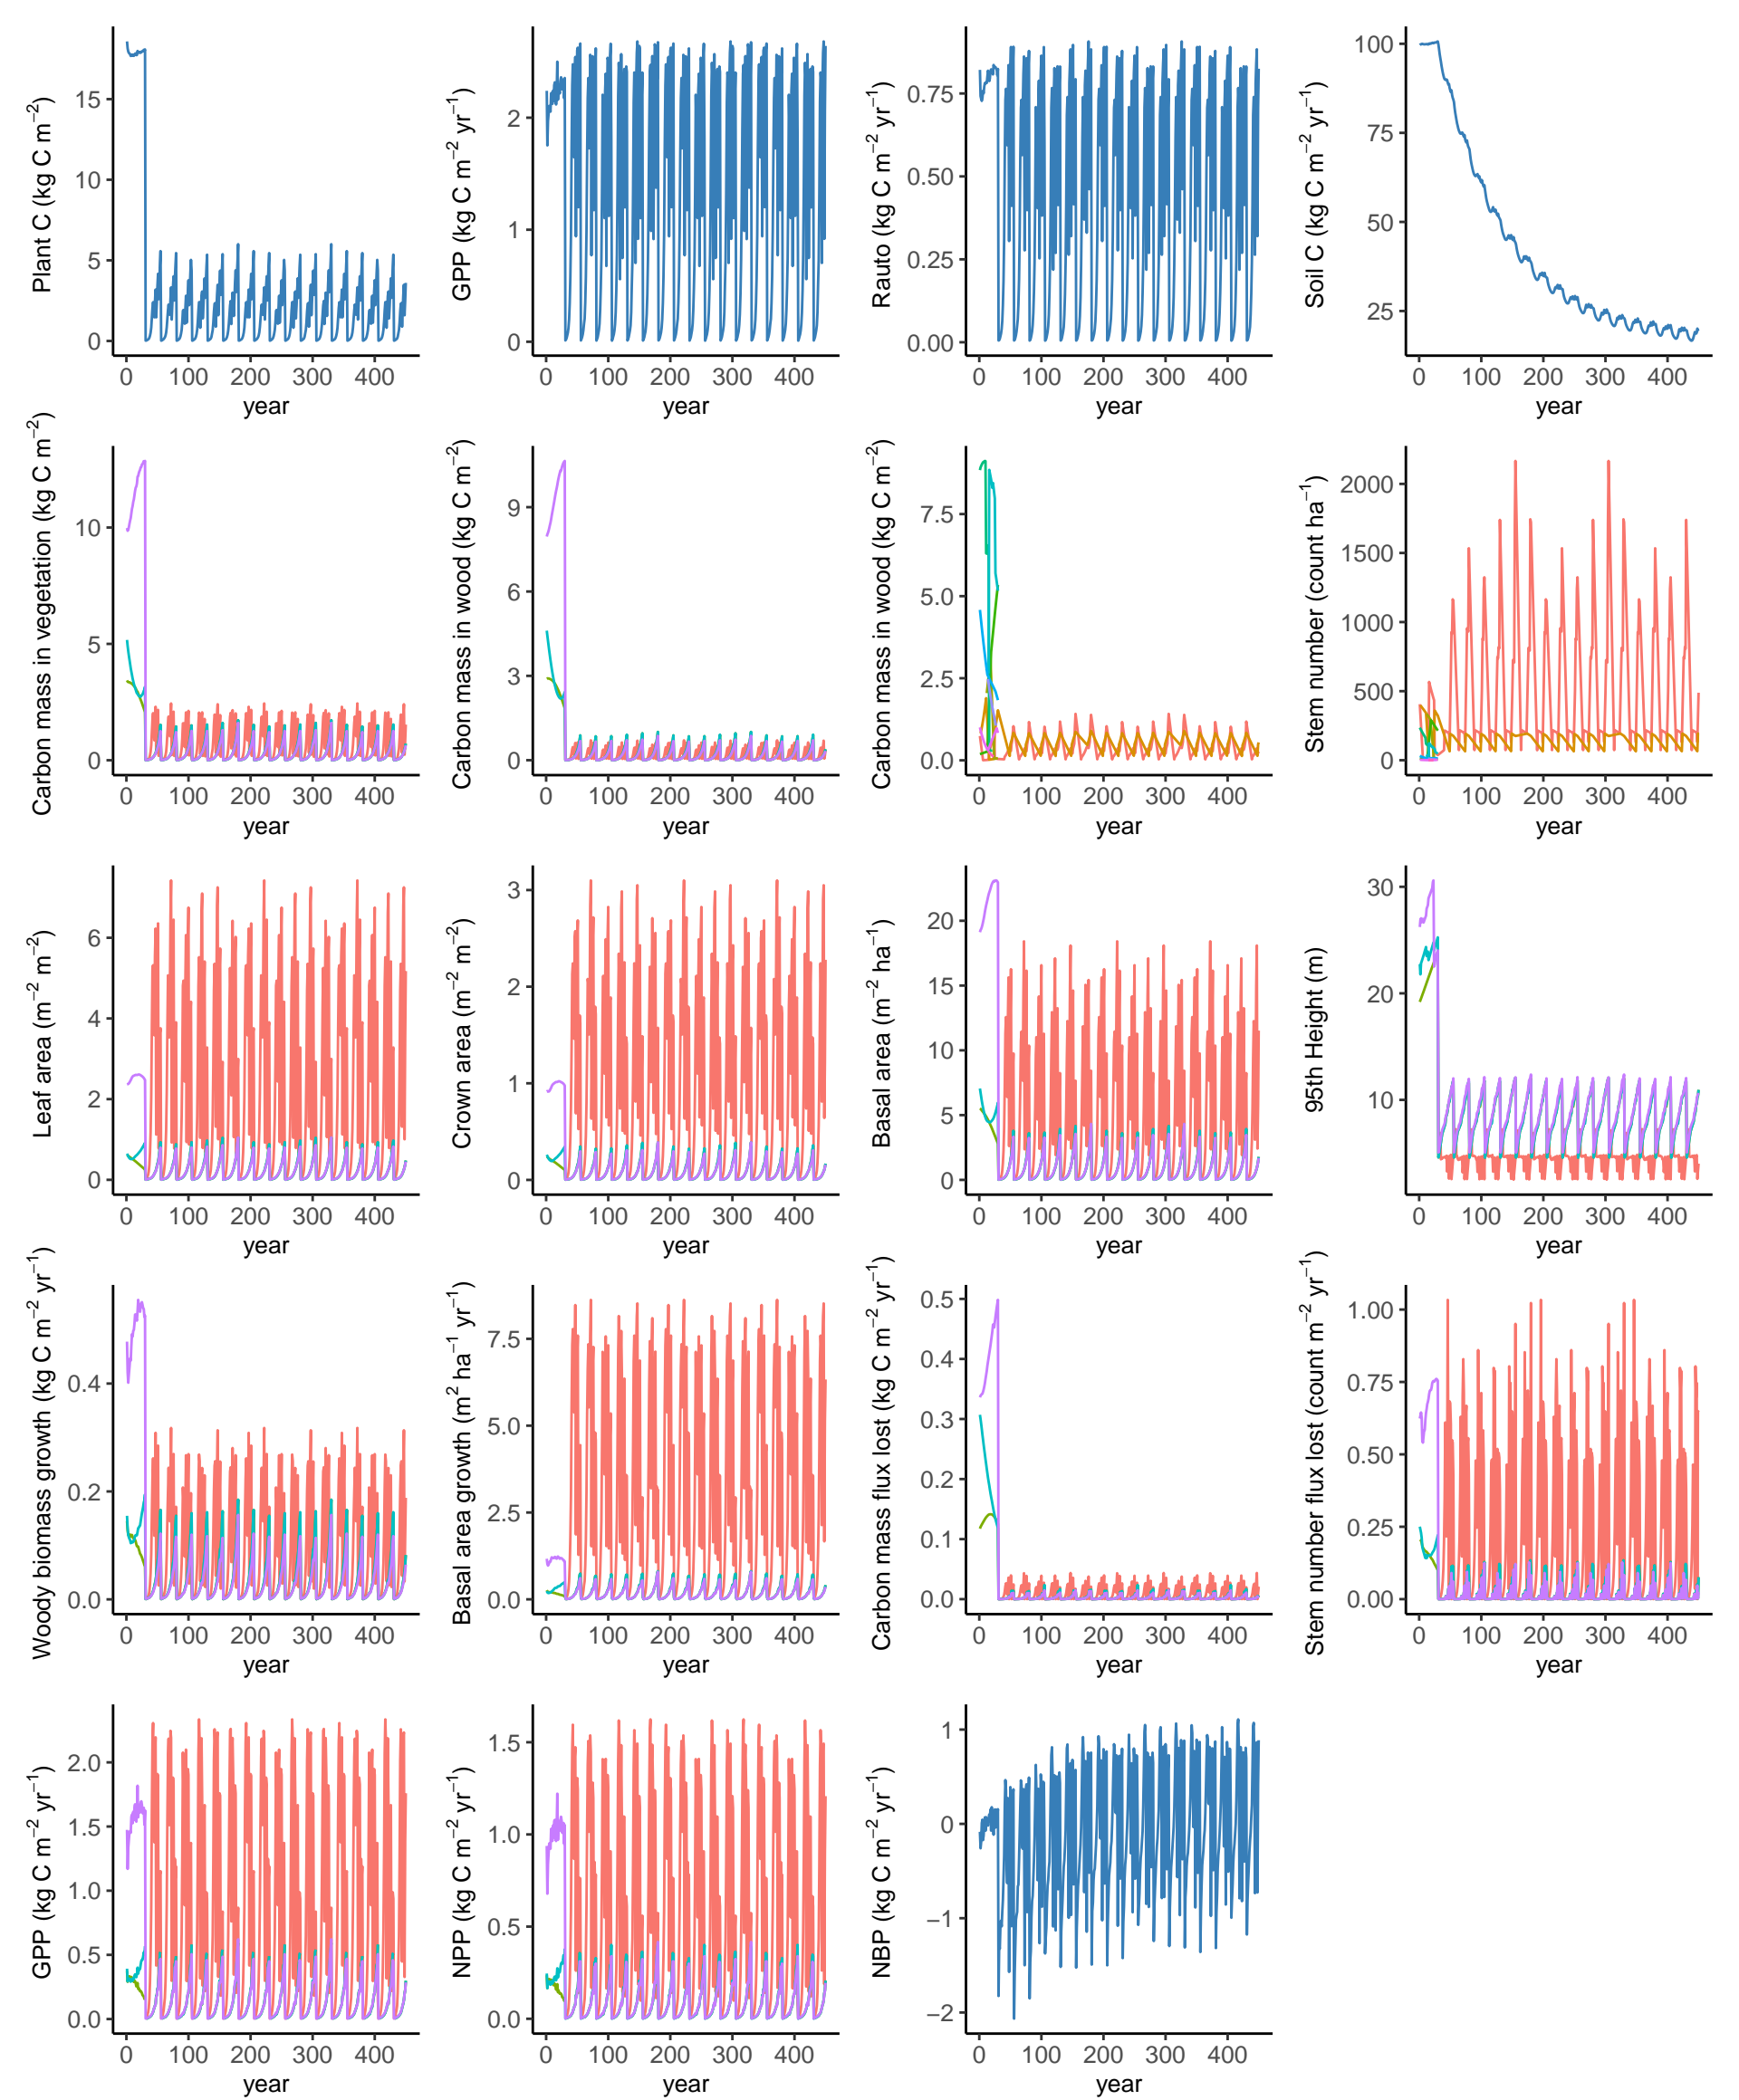 Plant C (kg C m−2)
15
10
5
0
0 100 200 300 400
year
GPP (kg C m−2 yr−1)
2
1
0
0 100 200 300 400
year
Rauto (kg C m−2 yr−1)
0.75
0.50
0.25
0.00
0 100 200 300 400
year
Soil C (kg C m−2 yr−1)
100
75
50
25
0 100 200 300 400
year
Carbon mass in vegetation (kg C m−2)
10
5
0
0 100 200 300 400
year
Carbon mass in wood (kg C m−2)
9
6
3
0
0 100 200 300 400
year
Carbon mass in wood (kg C m−2)
7.5
5.0
2.5
0.0
0 100 200 300 400
year
Stem number (count ha−1)
2000
1500
1000
500
0
0 100 200 300 400
year
Leaf area (m−2 m−2)
6
4
2
0
0 100 200 300 400
year
Crown area (m−2 m−2)
3
2
1
0
0 100 200 300 400
year
Basal area (m−2 ha−1)
20
15
10
5
0
0 100 200 300 400
year
95th Height (m)
30
20
10
0 100 200 300 400
year
Woody biomass growth (kg C m−2 yr−1)
0.4
0.2
0.0
0 100 200 300 400
year
Basal area growth (m2 ha−1 yr−1)
7.5
5.0
2.5
0.0
0 100 200 300 400
year
Carbon mass flux lost (kg C m−2 yr−1)
0.5
0.4
0.3
0.2
0.1
0.0
0 100 200 300 400
year
Stem number flux lost (count m−2 yr−1)
1.00
0.75
0.50
0.25
0.00
0 100 200 300 400
year
GPP (kg C m−2 yr−1)
2.0
1.5
1.0
0.5
0.0
0 100 200 300 400
year
NPP (kg C m−2 yr−1)
1.5
1.0
0.5
0.0
0 100 200 300 400
year
NBP (kg C m−2 yr−1)
1
0
−1
−2
0 100 200 300 400
year